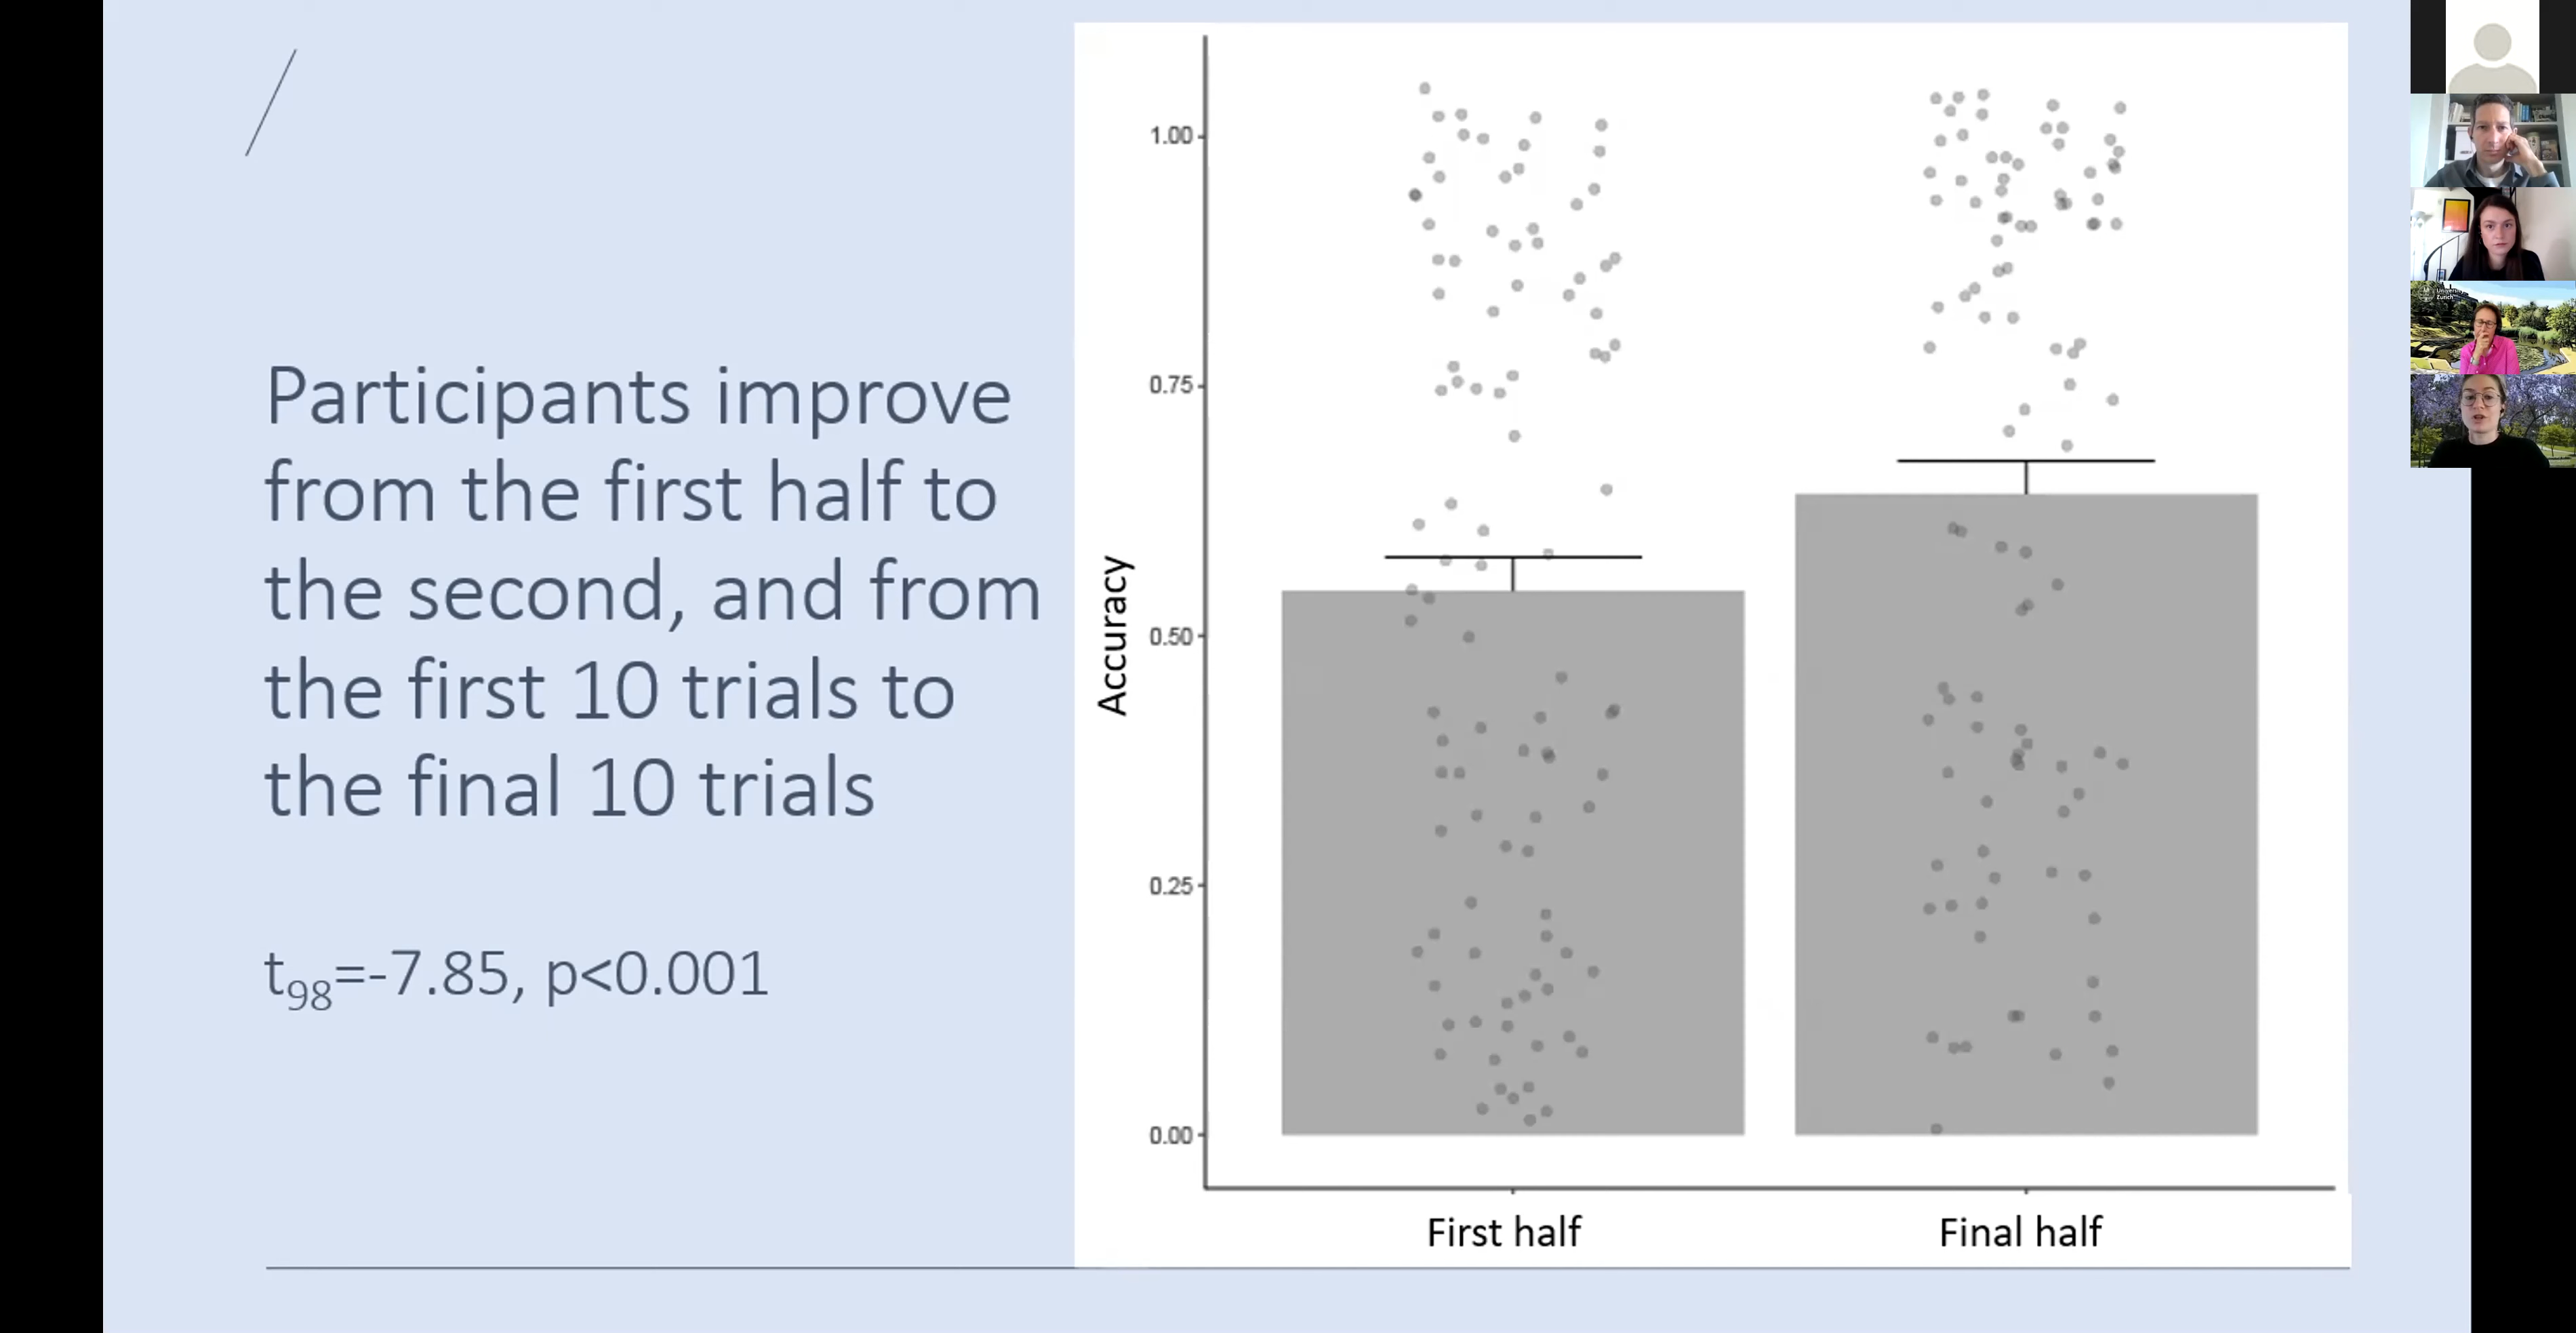 Participants improve
from the first half to
the second, and from
the first 10 trials to
the final 10 trials
t98=-7.85, p<0.001
Accuracy
1.00
0.75
0.50
0.25
0.00
First half
Final half